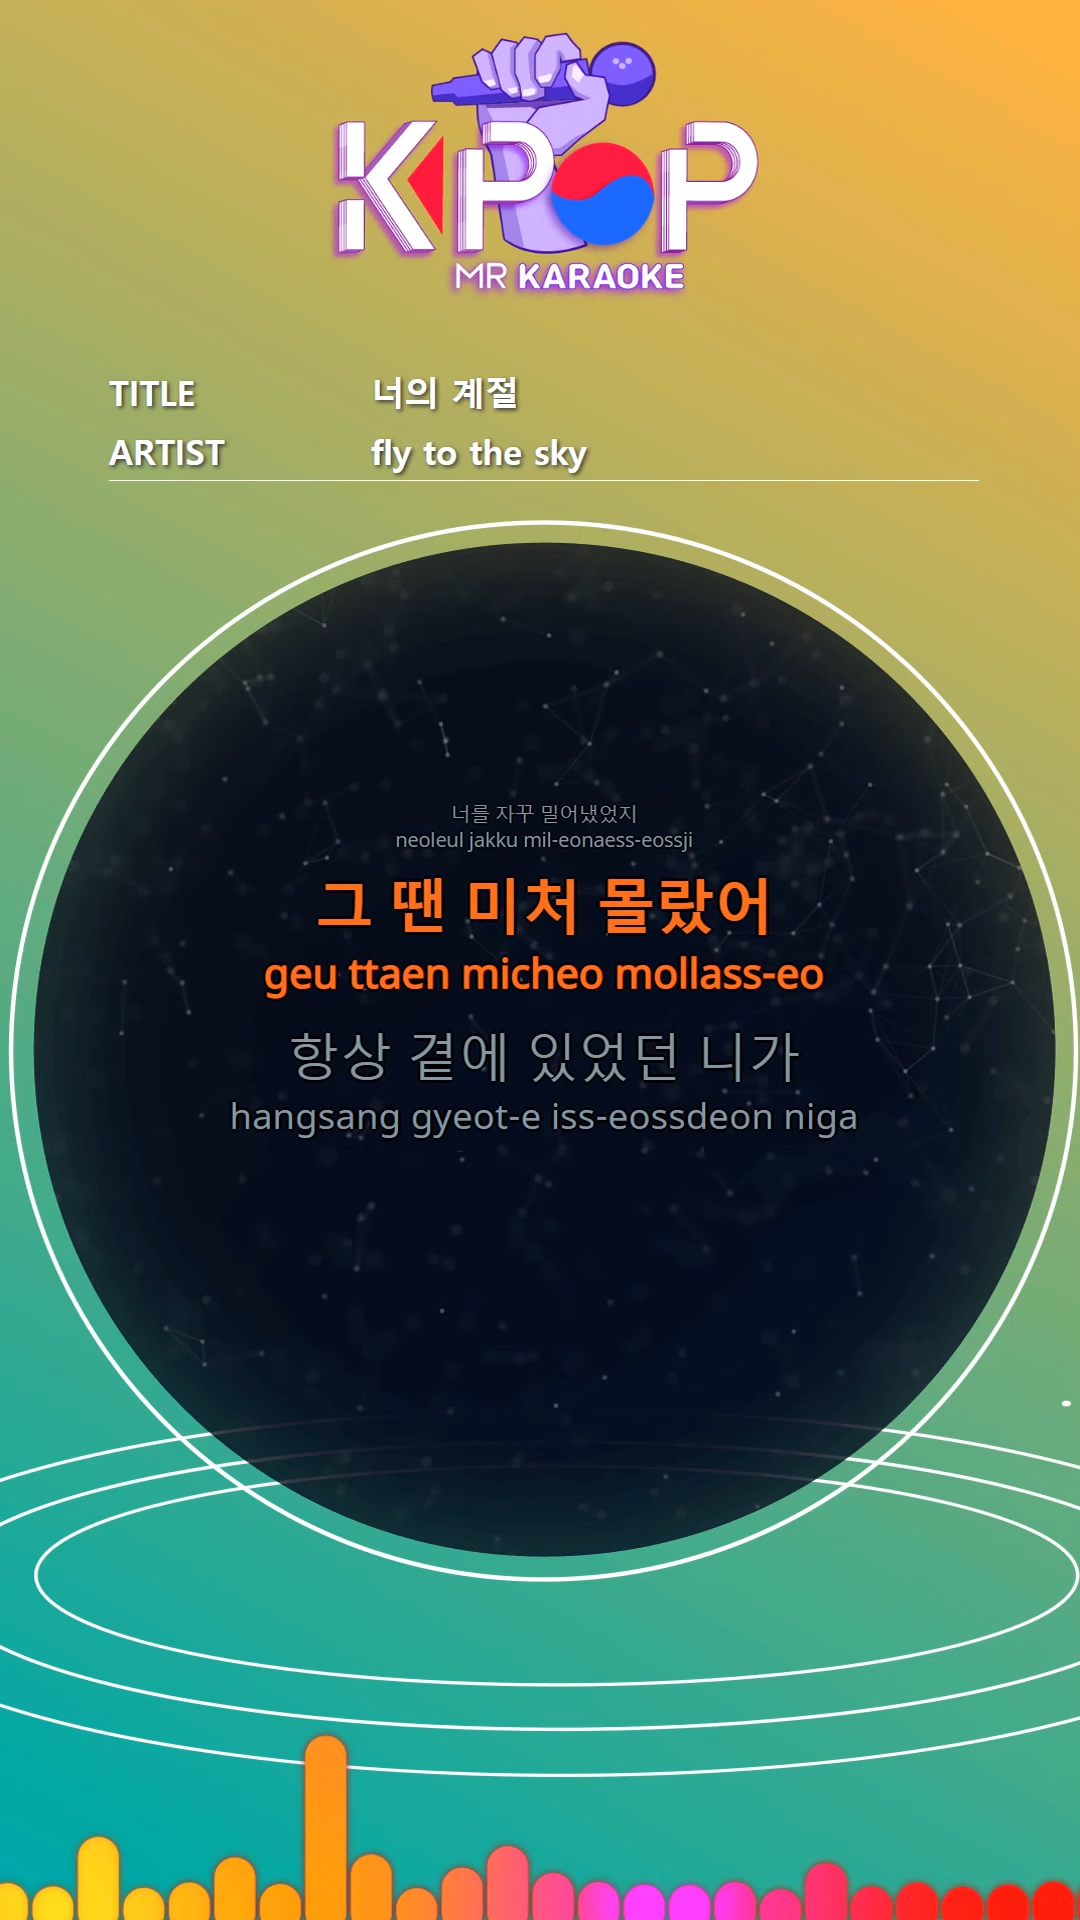 KPOP
MR KARAOKE
TITLE 너의 계절
ARTIST fly to the sky
너를 자꾸 밀어냈었지
neoleul jakku mil-eonaess-eossji
그 땐 미처 몰랐어
geu ttaen micheo mollass-eo
항상 곁에 있었던 니가
hangsang gyeot-e iss-eossdeon niga